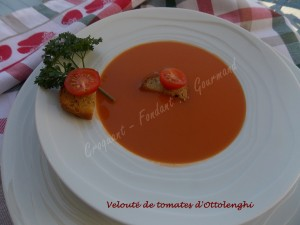 Croquant - Fondant - Gourmand
Velouté de tomates d'Ottolenghi